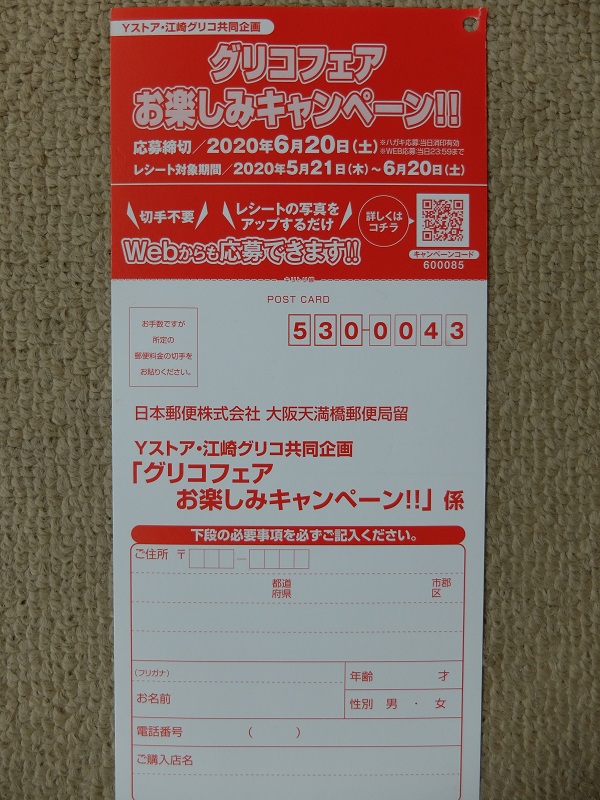 Yストア・江崎グリコ共同企画
グリコフェア
お楽しみキャンペーン!!
応募締切／2020年6月20日(土)
※ハガキ応募:当日消印有効
※WEB応募:当日23:59まで
レシート対象期間／2020年5月21日(木)～6月20日(土)
切手不要
レシートの写真を
アップするだけ
詳しくは
コチラ
Webからも応募できます!!
キャンペーンコード
600085
POST CARD
お手数ですが
所定の
郵便料金の切手を
お貼りください。
530-0043
日本郵便株式会社 大阪天満橋郵便局留
Yストア・江崎グリコ共同企画
「グリコフェア
お楽しみキャンペーン!!」係
下段の必要事項を必ずご記入ください。
ご住所 〒 －
都道 市郡
府県 区
(フリガナ)
お名前
年齢 才
性別 男 ・ 女
電話番号 ( )
ご購入店名